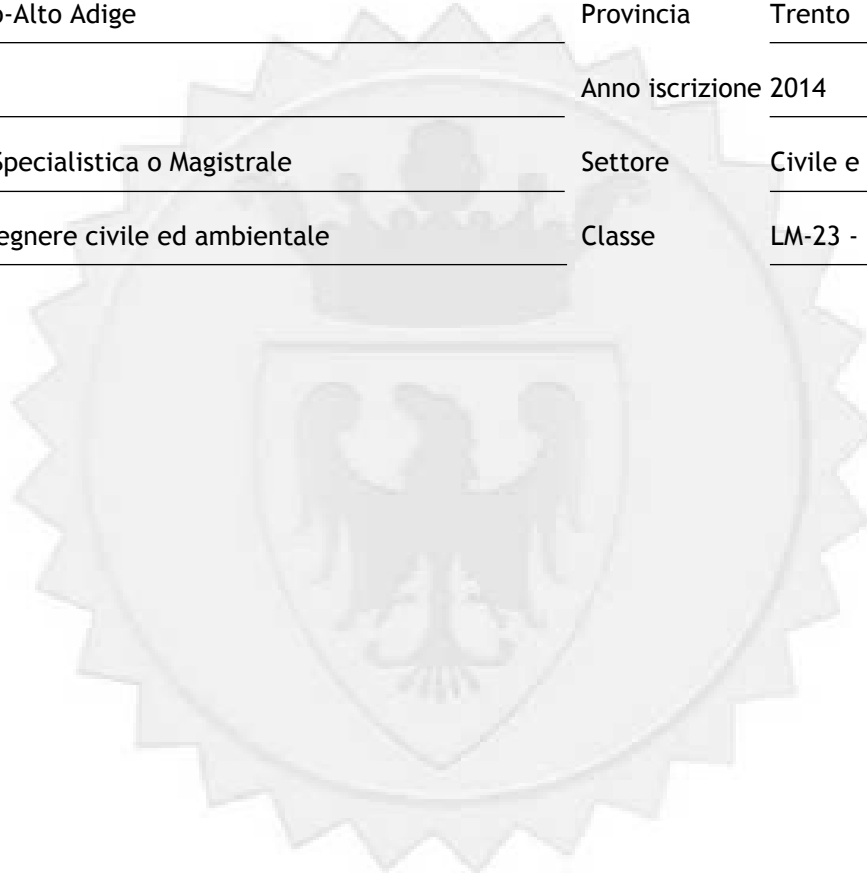 o-Alto Adige Provincia Trento
Anno iscrizione 2014
Specialistica o Magistrale Settore Civile e
egnere civile ed ambientale Classe LM-23 -